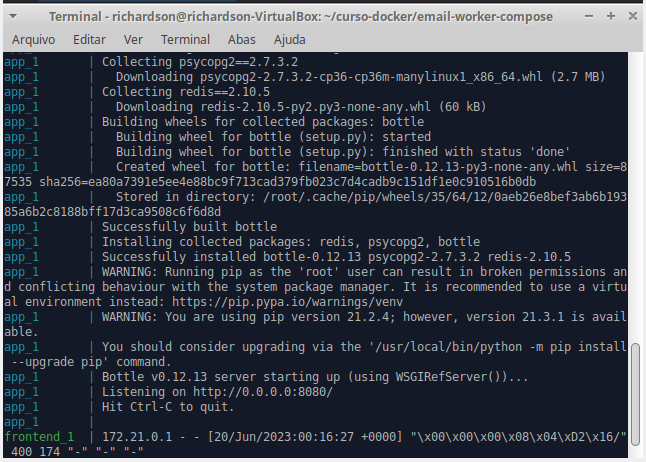 Terminal - richardson@richardson-VirtualBox: ~/curso-docker/email-worker-compose
Arquivo Editar Ver Terminal Abas Ajuda
app_1 | Collecting psycopg2==2.7.3.2
app_1 | Downloading psycopg2-2.7.3.2-cp36-cp36m-manylinux1_x86_64.whl (2.7 MB)
app_1 | Collecting redis==2.10.5
app_1 | Downloading redis-2.10.5-py2.py3-none-any.whl (60 kB)
app_1 | Building wheels for collected packages: bottle
app_1 | Building wheel for bottle (setup.py): started
app_1 | Building wheel for bottle (setup.py): finished with status 'done'
app_1 | Created wheel for bottle: filename=bottle-0.12.13-py3-none-any.whl size=8
7535 sha256=ea80a7391e5ee4e88bc9f713cad379fb023c7d4cadb9c151df1e0c910516b0db
app_1 | Stored in directory: /root/.cache/pip/wheels/35/64/12/0aeb26e8bef3ab6b193
85a6b2c8188bff17d3ca9508c6f6d8d
app_1 | Successfully built bottle
app_1 | Installing collected packages: redis, psycopg2, bottle
app_1 | Successfully installed bottle-0.12.13 psycopg2-2.7.3.2 redis-2.10.5
app_1 | WARNING: Running pip as the 'root' user can result in broken permissions an
d conflicting behaviour with the system package manager. It is recommended to use a virtu
al environment instead: https://pip.pypa.io/warnings/venv
app_1 | WARNING: You are using pip version 21.2.4; however, version 21.3.1 is avail
able.
app_1 | You should consider upgrading via the '/usr/local/bin/python -m pip install
--upgrade pip' command.
app_1 | Bottle v0.12.13 server starting up (using WSGIRefServer())...
app_1 | Listening on http://0.0.0.0:8080/
app_1 | Hit Ctrl-C to quit.
app_1 |
frontend_1 | 172.21.0.1 - - [20/Jun/2023:00:16:27 +0000] "\x00\x00\x00\x08\x04\xD2\x16/"
400 174 "-" "-" "-"